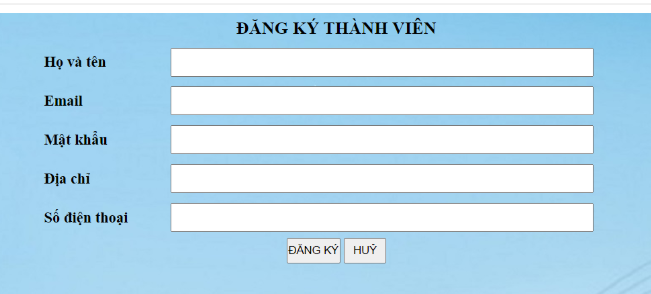 ĐĂNG KÝ THÀNH VIÊN
Họ và tên
Email
Mật khẩu
Địa chỉ
Số điện thoại
ĐĂNG KÝ HUỶ